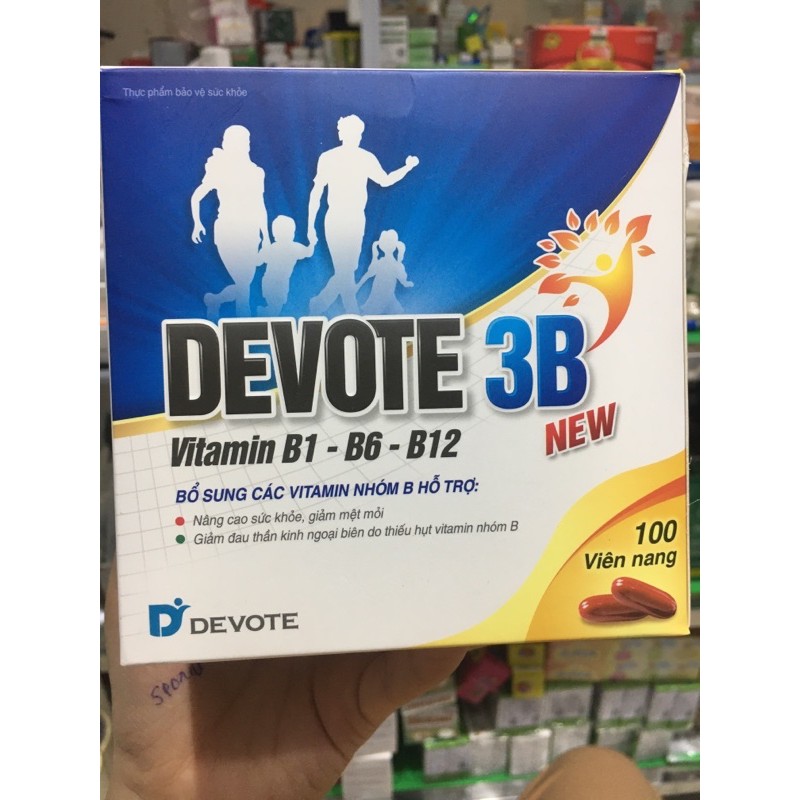 Thực phẩm bảo vệ sức khỏe
DEVOTE 3B
NEW
Vitamin B1 - B6 - B12
BỔ SUNG CÁC VITAMIN NHÓM B HỖ TRỢ:
Nâng cao sức khỏe, giảm mệt mỏi
Giảm đau thần kinh ngoại biên do thiếu hụt vitamin nhóm B
100
Viên nang
DEVOTE